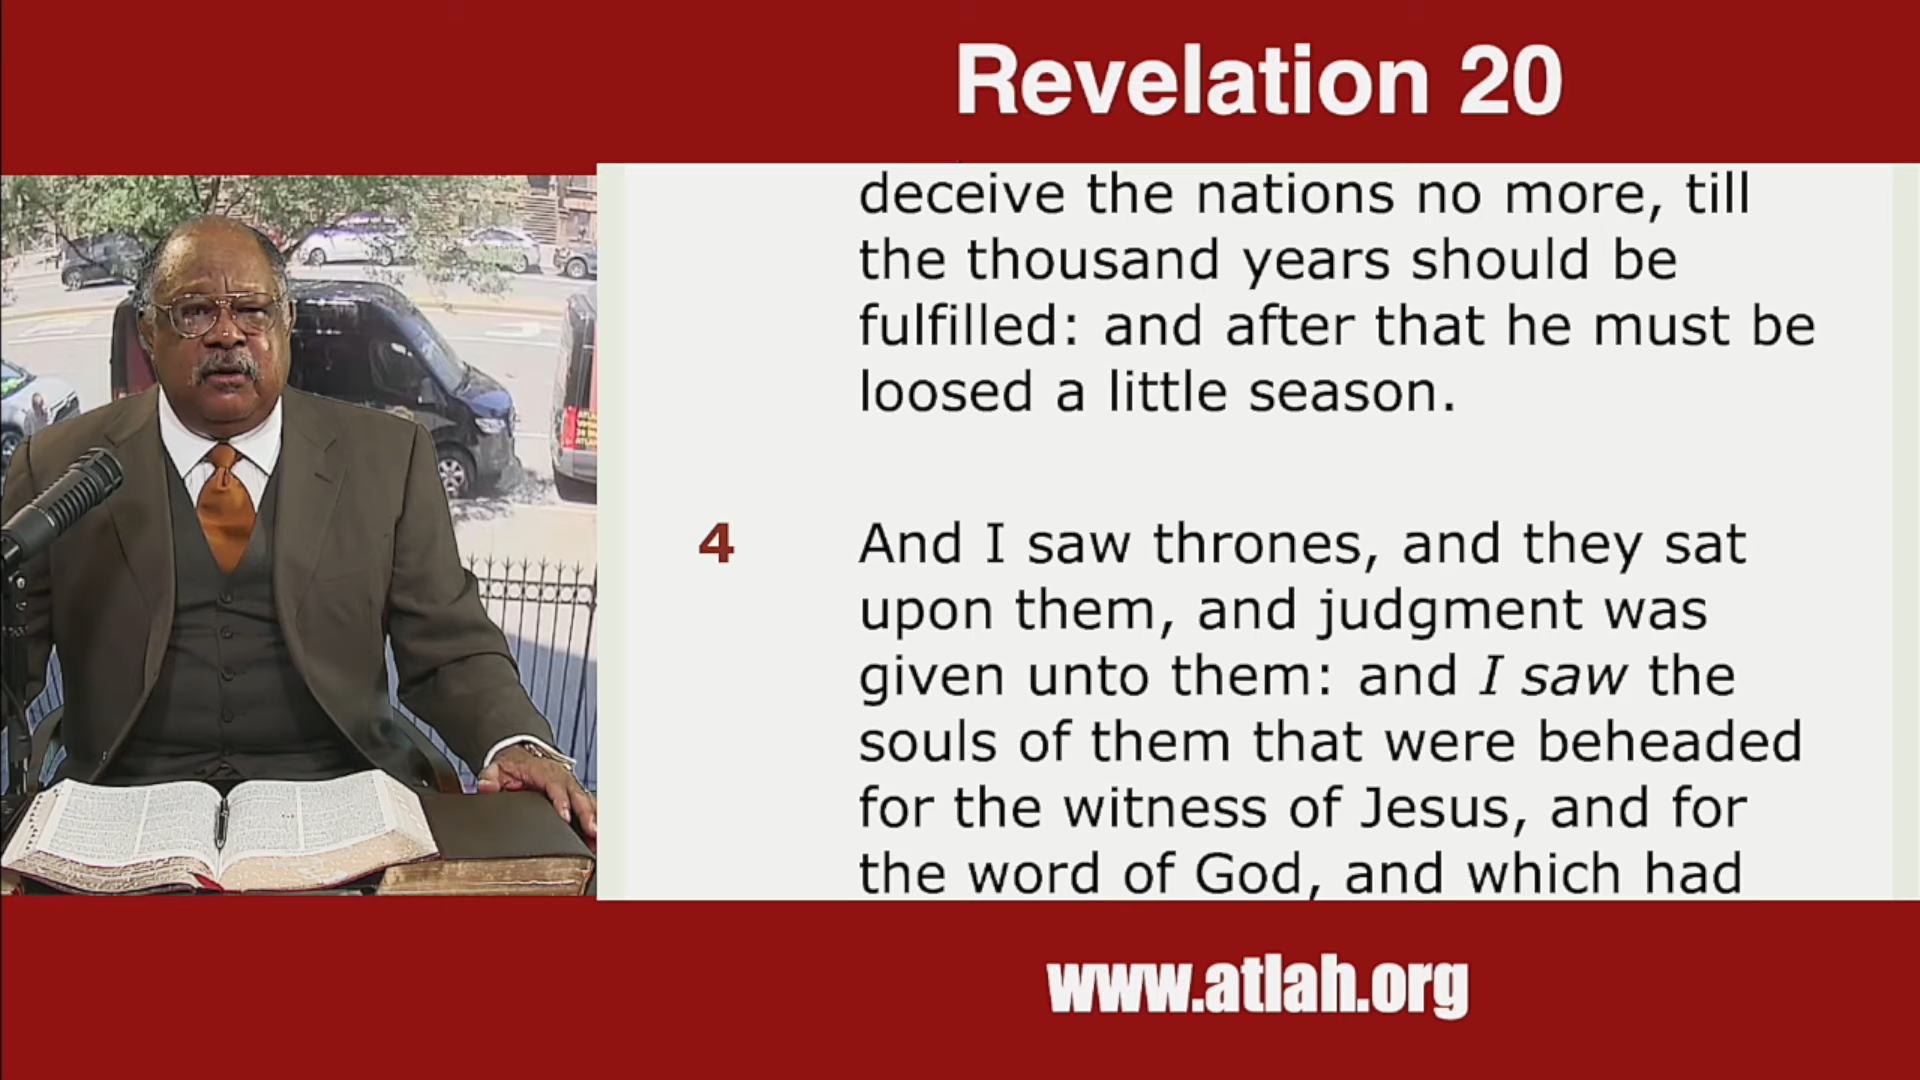 Revelation 20
deceive the nations no more, till
the thousand years should be
fulfilled: and after that he must be
loosed a little season.
4 And I saw thrones, and they sat
upon them, and judgment was
given unto them: and I saw the
souls of them that were beheaded
for the witness of Jesus, and for
the word of God, and which had
www.atlah.org